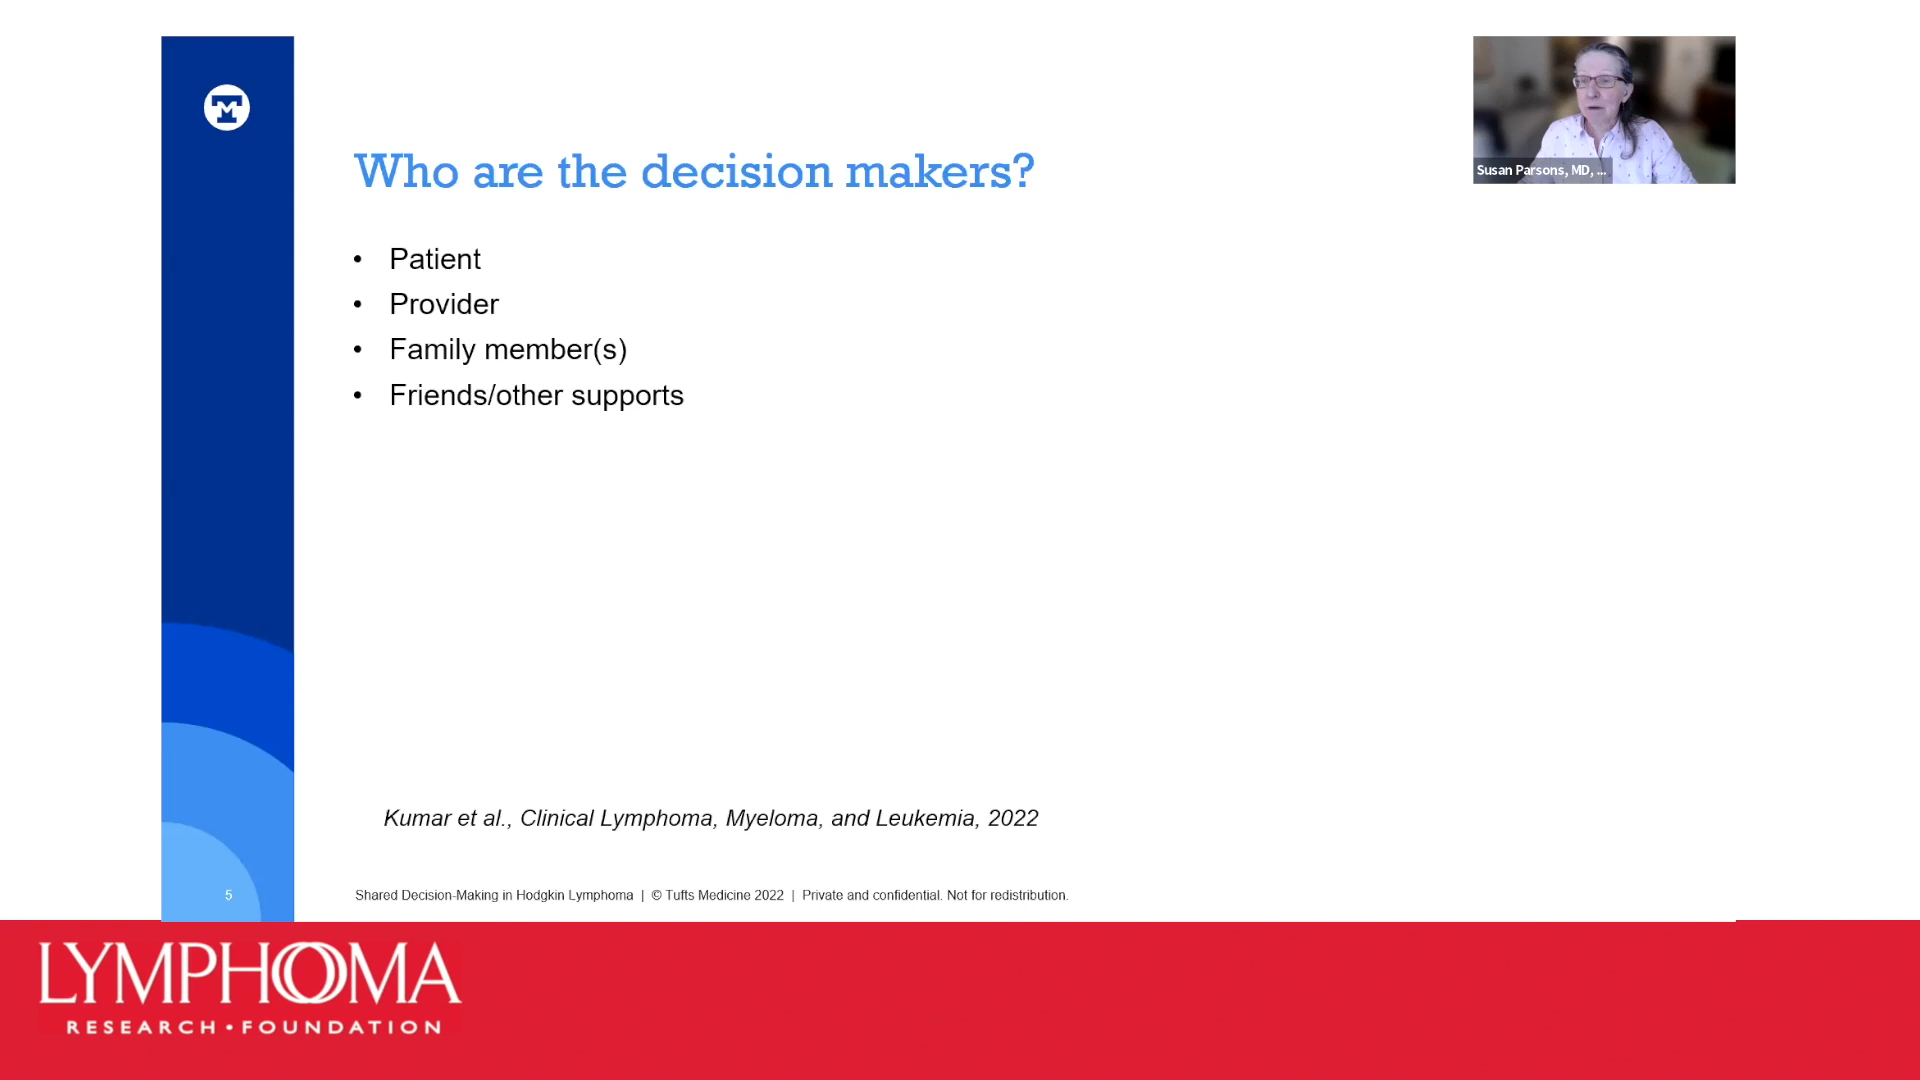 Who are the decision makers?
• Patient
• Provider
• Family member(s)
• Friends/other supports
Kumar et al., Clinical Lymphoma, Myeloma, and Leukemia, 2022
5
Shared Decision-Making in Hodgkin Lymphoma | © Tufts Medicine 2022 | Private and confidential. Not for redistribution.
Susan Parsons, MD, ...
LYMPHOMA
RESEARCH • FOUNDATION